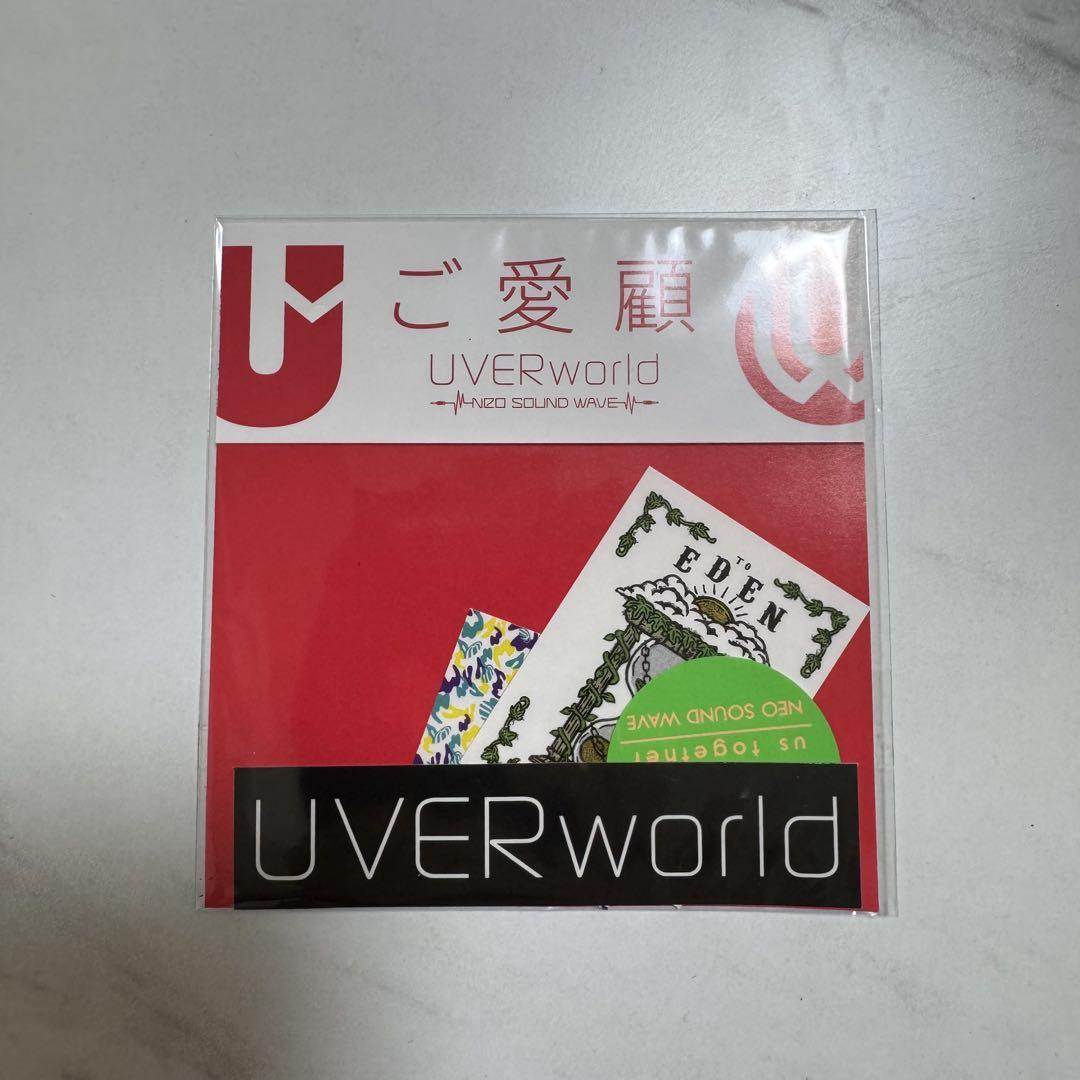 ご愛顧
UVERworld
NEO SOUND WAVE
TO
EDEN
us together
NEO SOUND WAVE
UVERworld